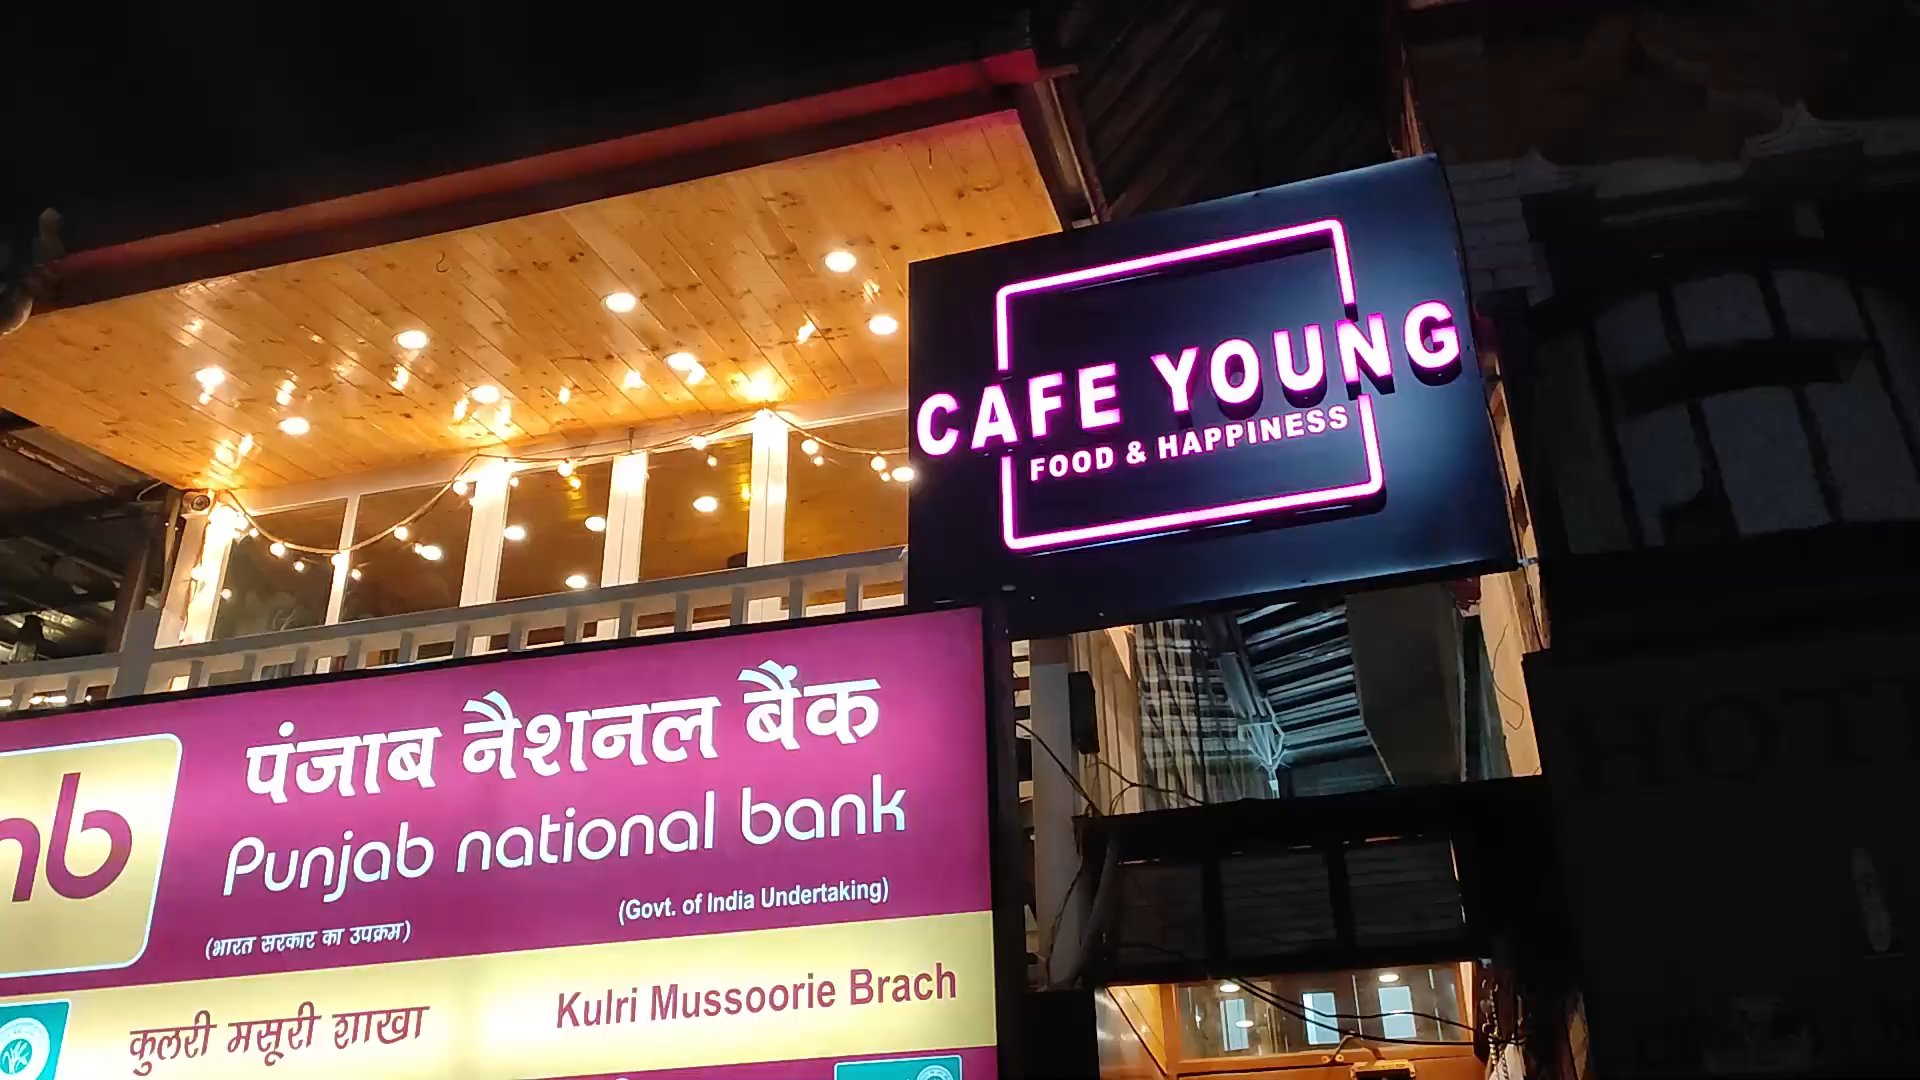 CAFE YOUNG
FOOD & HAPPINESS
पंजाब नैशनल बैंक
Punjab national bank
(भारत सरकार का उपक्रम)
(Govt. of India Undertaking)
nb
कुलरी मसूरी शाखा
Kulri Mussoorie Brach